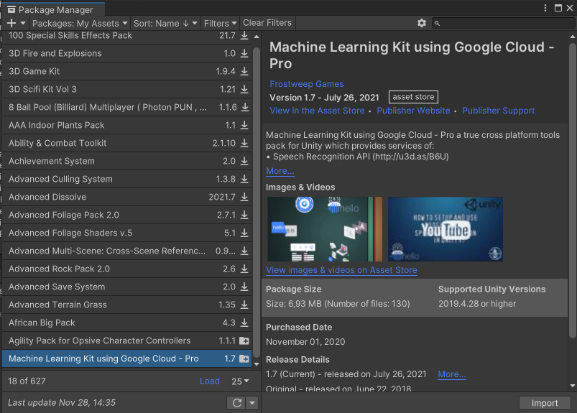 Package Manager
+ Packages: My Assets Sort: Name ↓ Filters Clear Filters
100 Special Skills Effects Pack 21.7
3D Fire and Explosions 1.0
3D Game Kit 1.9.4
3D Scifi Kit Vol 3 1.21
8 Ball Pool (Billiard) Multiplayer ( Photon PUN , ... 1.1.6
AAA Indoor Plants Pack 1.1
Ability & Combat Toolkit 2.1.10
Achievement System 2.0
Advanced Culling System 1.3.8
Advanced Dissolve 2021.7
Advanced Foliage Pack 2.0 2.7.1
Advanced Foliage Shaders v.5 5.1
Advanced Multi-Scene: Cross-Scene Referenc... 0.9...
Advanced Rock Pack 2.0 2.6
Advanced Save System 2.0
Advanced Terrain Grass 1.35
African Big Pack 4.3
Agility Pack for Opsive Character Controllers 1.1.1
Machine Learning Kit using Google Cloud - Pro 1.7
18 of 627 Load 25
Last update Nov 28, 14:35
Machine Learning Kit using Google Cloud -
Pro
Frostweep Games
Version 1.7 - July 26, 2021 asset store
View in the Asset Store • Publisher Website • Publisher Support
Machine Learning Kit using Google Cloud - Pro a true cross platform tools
pack for Unity which provides services of:
• Speech Recognition API (http://u3d.as/B6U)
More...
Images & Videos
hello
hello
unity
HOW TO SETUP AND USE
YouTube
View images & videos on Asset Store
Package Size Supported Unity Versions
Size: 6,93 MB (Number of files: 130) 2019.4.28 or higher
Purchased Date
November 01, 2020
Release Details
1.7 (Current) - released on July 26, 2021 More...
Original - released on June 22, 2018
Import